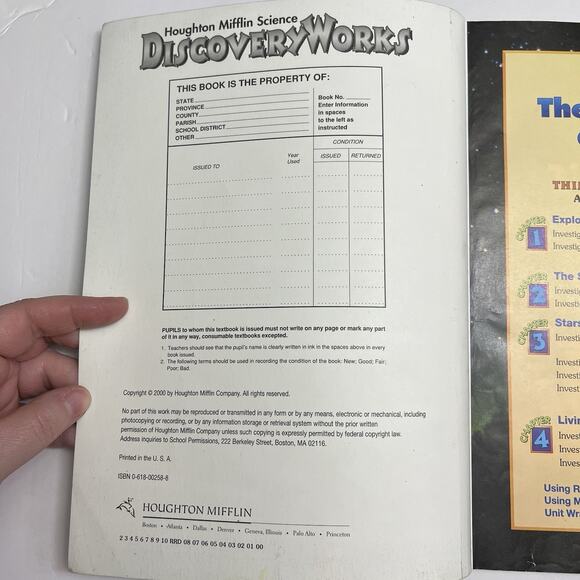 Houghton Mifflin Science
DISCOVERYWORKS
THIS BOOK IS THE PROPERTY OF:
STATE
PROVINCE
COUNTY
PARISH
SCHOOL DISTRICT
OTHER
Book No.
Enter Information
in spaces
to the left as
instructed
CONDITION
ISSUED TO
Year
Used
ISSUED
RETURNED
PUPILS to whom this textbook is issued must not write on any page or mark any part
of it in any way, consumable textbooks excepted.
1. Teachers should see that the pupil's name is clearly written in ink in the spaces above in every
book issued.
2. The following terms should be used in recording the condition of the book: New; Good; Fair;
Poor; Bad.
Copyright © 2000 by Houghton Mifflin Company. All rights reserved.
No part of this work may be reproduced or transmitted in any form or by any means, electronic or mechanical, including
photocopying or recording, or by any information storage or retrieval system without the prior written
permission of Houghton Mifflin Company unless such copying is expressly permitted by federal copyright law.
Address inquiries to School Permissions, 222 Berkeley Street, Boston, MA 02116.
Printed in the U. S. A.
ISBN 0-618-00258-8
HOUGHTON MIFFLIN
Boston • Atlanta • Dallas • Denver • Geneva, Illinois • Palo Alto • Princeton
2 3 4 5 6 7 8 9 10 RRD 08 07 06 05 04 03 02 01 00
The
THI
A
CHAPTER
1
Explo
Investig
Investig
CHAPTER
2
The S
Investi
Investi
CHAPTER
3
Stars
Investi
Inves
Inves
Inves
CHAPTER
4
Livin
Inves
Inves
Inve
Using R
Using M
Unit Wr